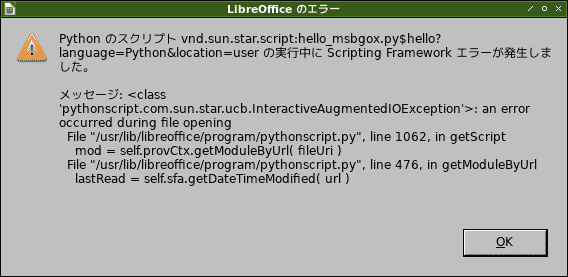 LibreOffice のエラー
Python のスクリプト vnd.sun.star.script:hello_msbgox.py$hello?
language=Python&location=user の実行中に Scripting Framework エラーが発生しま
した。
メッセージ: <class
'pythonscript.com.sun.star.ucb.InteractiveAugmentedIOException'>: an error
occurred during file opening
File "/usr/lib/libreoffice/program/pythonscript.py", line 1062, in getScript
mod = self.provCtx.getModuleByUrl( fileUri )
File "/usr/lib/libreoffice/program/pythonscript.py", line 476, in getModuleByUrl
lastRead = self.sfa.getDateTimeModified( url )
OK